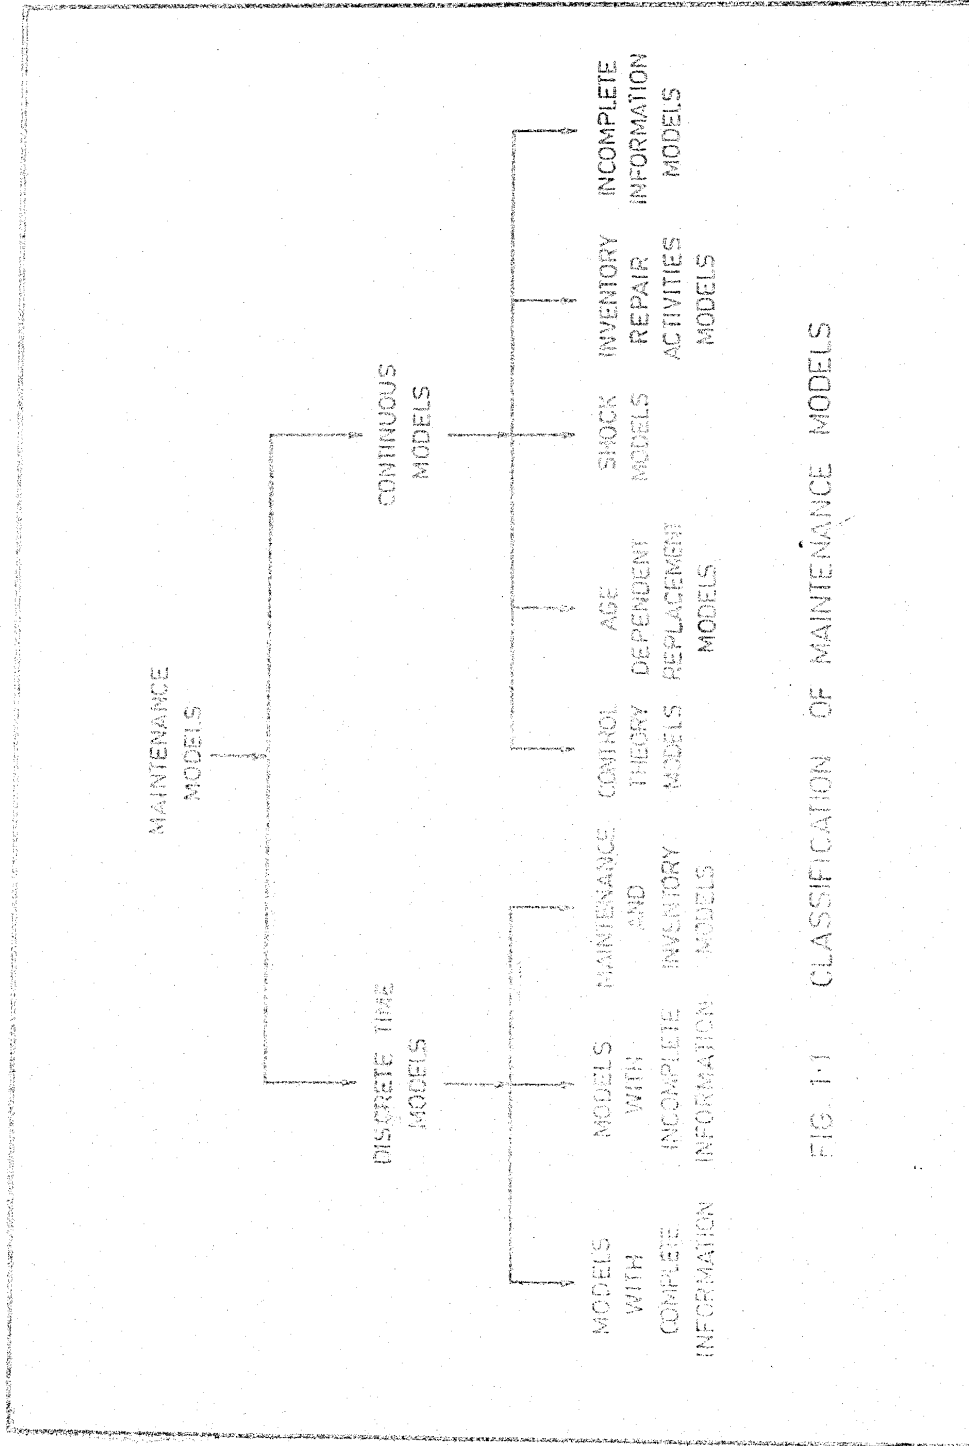 MAINTENANCE
MODELS
DISCRETE TIME
MODELS
CONTINUOUS
MODELS
MODELS
WITH
COMPLETE
INFORMATION
MODELS
WITH
INCOMPLETE
INFORMATION
MAINTENANCE
AND
INVENTORY
MODELS
CONTROL
THEORY
MODELS
AGE
DEPENDENT
REPLACEMENT
MODELS
SHOCK
MODELS
INVENTORY
REPAIR
ACTIVITIES
MODELS
INCOMPLETE
INFORMATION
MODELS
FIG. 1·1 CLASSIFICATION OF MAINTENANCE MODELS